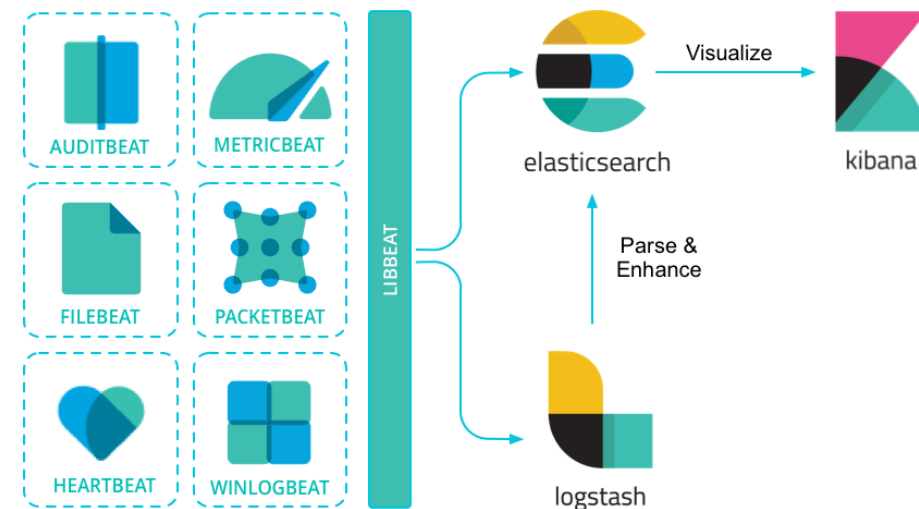 AUDITBEAT
METRICBEAT
FILEBEAT
PACKETBEAT
HEARTBEAT
WINLOGBEAT
LIBBEAT
elasticsearch
Visualize
kibana
Parse &
Enhance
logstash